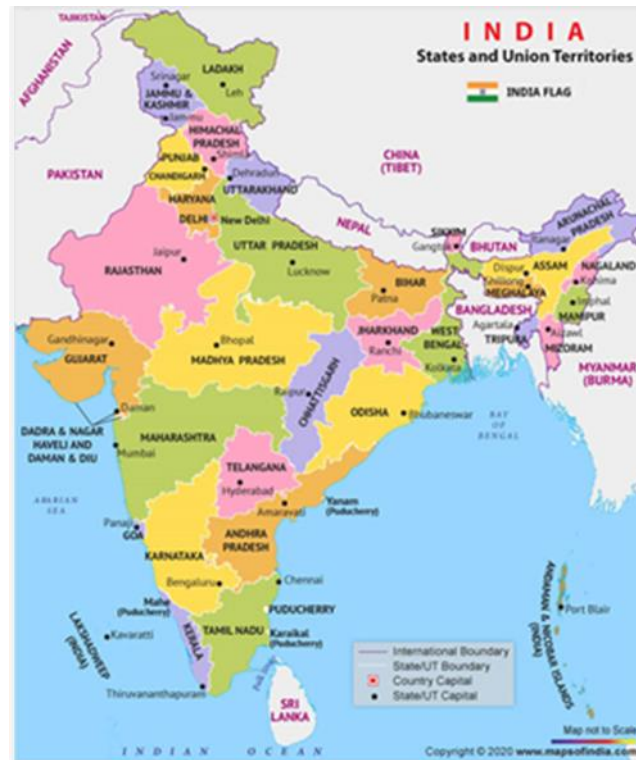 INDIA
States and Union Territories
INDIA FLAG
TAJIKISTAN
AFGHANISTAN
PAKISTAN
CHINA
(TIBET)
NEPAL
BHUTAN
BANGLADESH
MYANMAR
(BURMA)
SRI
LANKA
LADAKH
Leh
Srinagar
JAMMU &
KASHMIR
Jammu
HIMACHAL
PRADESH
Shimla
PUNJAB
CHANDIGARH
Dehradun
UTTARAKHAND
HARYANA
DELHI
New Delhi
UTTAR PRADESH
Lucknow
Jaipur
RAJASTHAN
BIHAR
Patna
SIKKIM
Gangtok
ARUNACHAL
PRADESH
Itanagar
Dispur
ASSAM
NAGALAND
Kohima
Shillong
MEGHALAYA
Imphal
MANIPUR
Agartala
TRIPURA
Aizawl
MIZORAM
Gandhinagar
GUJARAT
Bhopal
MADHYA PRADESH
JHARKHAND
Ranchi
WEST
BENGAL
Kolkata
Raipur
CHHATTISGARH
ODISHA
Bhubaneswar
Daman
DADRA & NAGAR
HAVELI AND
DAMAN & DIU
MAHARASHTRA
Mumbai
TELANGANA
Hyderabad
BAY
OF
BENGAL
ARABIAN
SEA
Amaravati
Yanam
(Poducherry)
Panaji
GOA
ANDHRA
PRADESH
KARNATAKA
Bengaluru
Chennai
Mahe
(Poducherry)
PUDUCHERRY
TAMIL NADU
Karaikal
(Poducherry)
KERALA
LAKSHADWEEP
(INDIA)
Kavaratti
Thiruvananthapuram
ANDAMAN & NICOBAR ISLANDS
(INDIA)
Port Blair
International Boundary
State/UT Boundary
Country Capital
State/UT Capital
INDIAN OCEAN
Map not to Scale
Copyright © 2020 www.mapsofindia.com